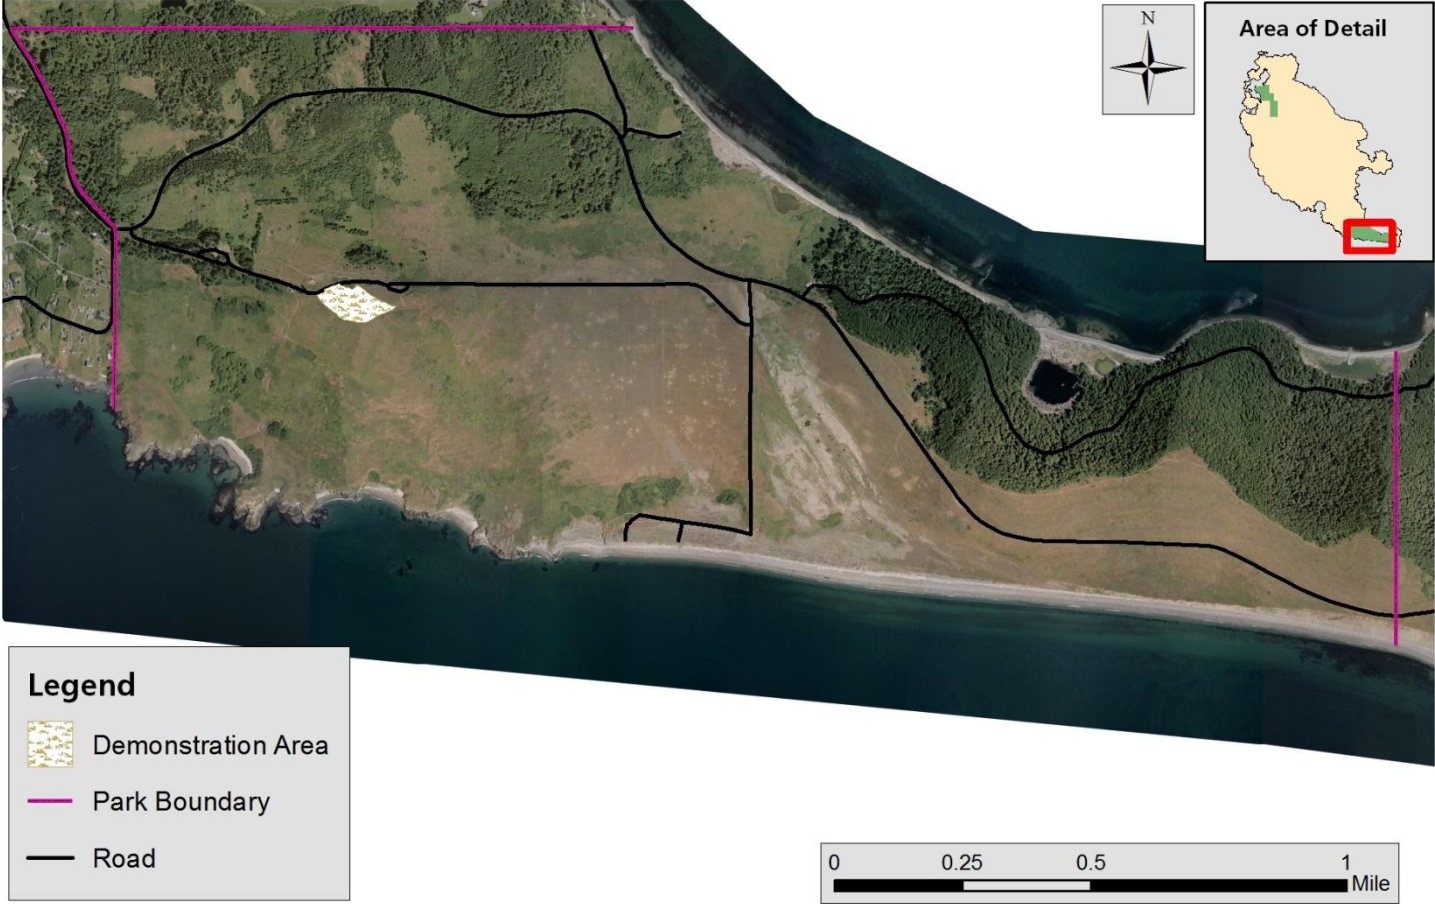 N
Area of Detail
Legend
Demonstration Area
Park Boundary
Road
0 0.25 0.5 1
Mile